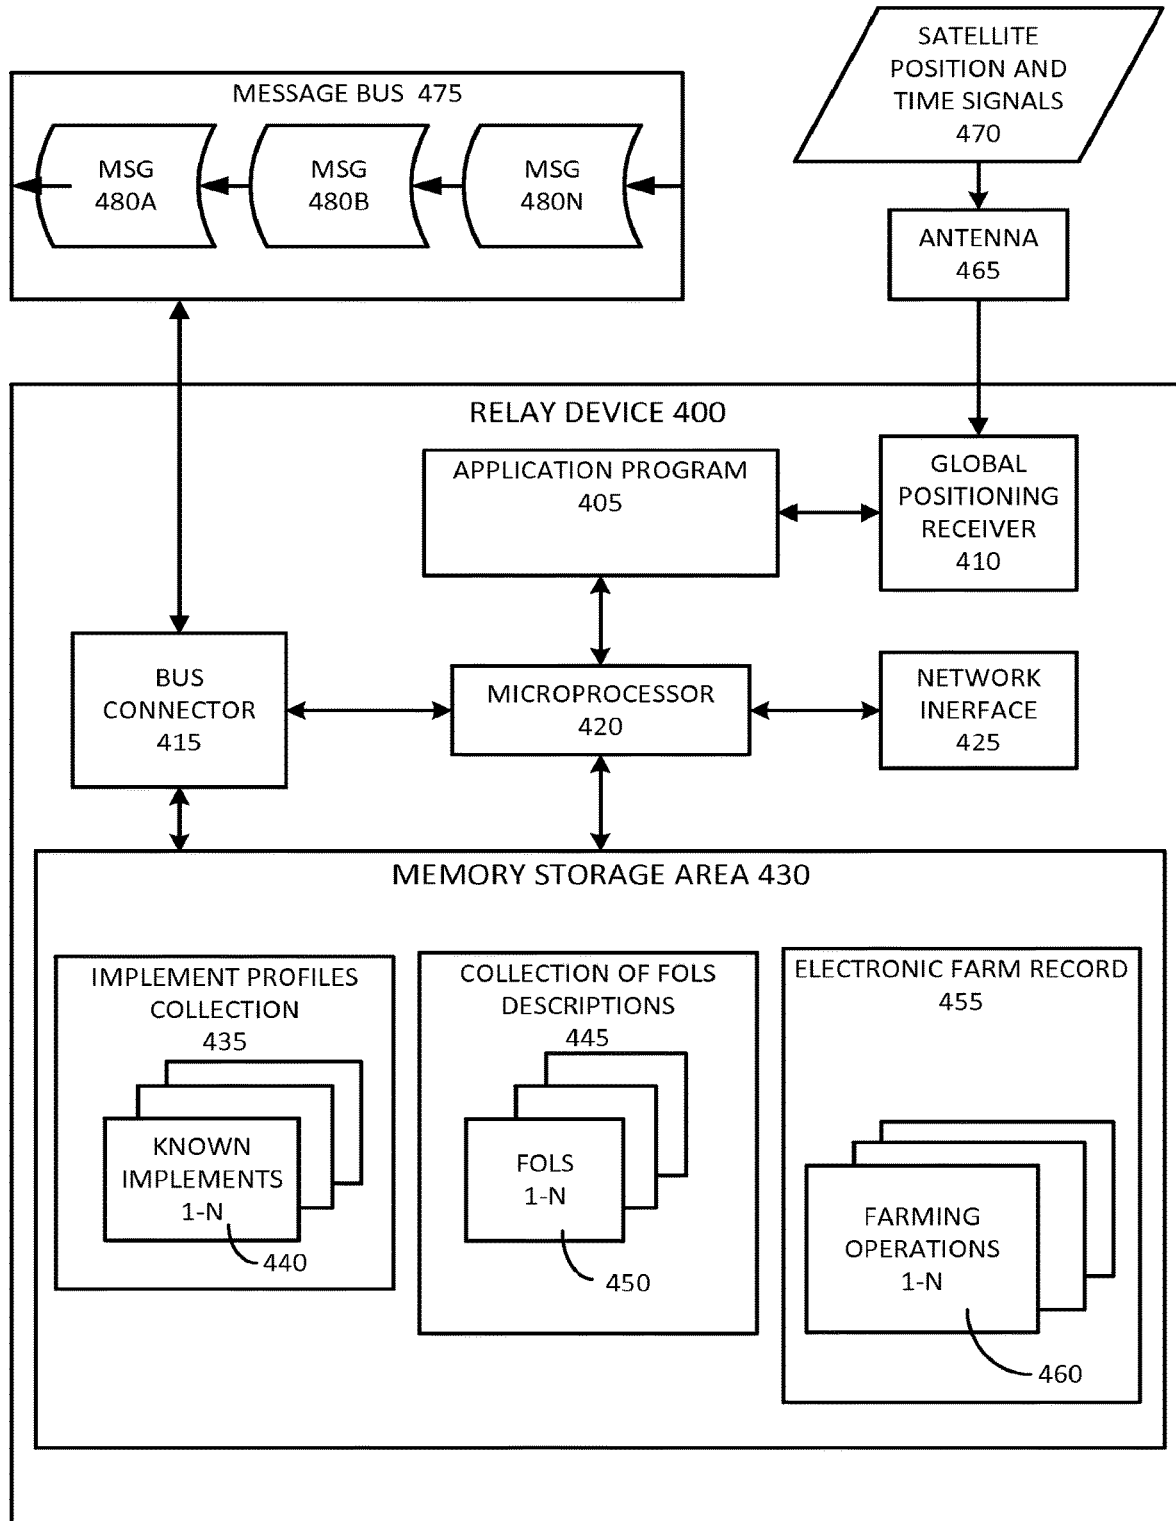 SATELLITE
POSITION AND
TIME SIGNALS
470
MESSAGE BUS 475
MSG
480A
MSG
480B
MSG
480N
ANTENNA
465
RELAY DEVICE 400
APPLICATION PROGRAM
405
GLOBAL
POSITIONING
RECEIVER
410
BUS
CONNECTOR
415
MICROPROCESSOR
420
NETWORK
INERFACE
425
MEMORY STORAGE AREA 430
IMPLEMENT PROFILES
COLLECTION
435
KNOWN
IMPLEMENTS
1-N
440
COLLECTION OF FOLS
DESCRIPTIONS
445
FOLS
1-N
450
ELECTRONIC FARM RECORD
455
FARMING
OPERATIONS
1-N
460